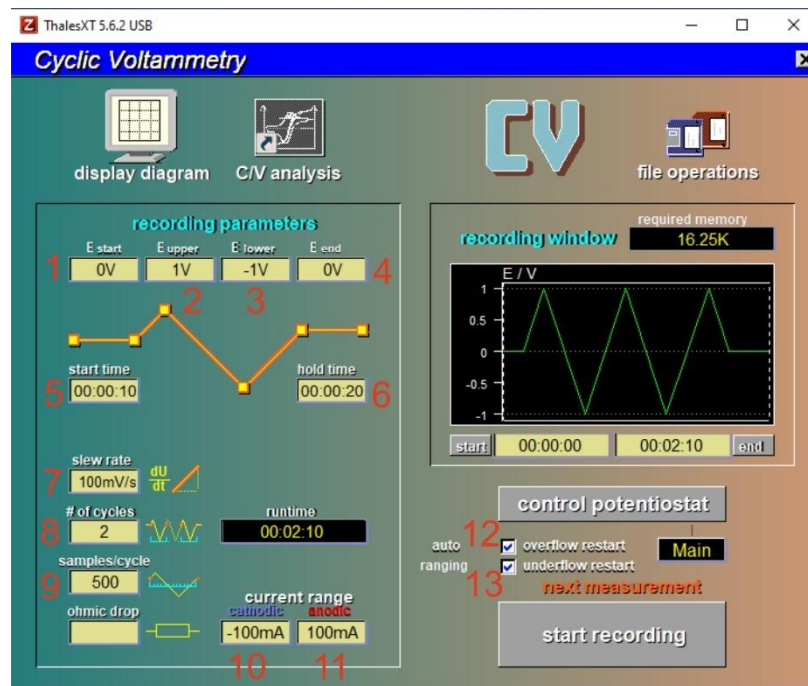 ThalesXT 5.6.2 USB
Cyclic Voltammetry
display diagram
C/V analysis
CV
file operations
recording parameters
E start E upper E lower E end
1 0V 1V -1V 0V 4
2 3
start time hold time
5 00:00:10 00:00:20 6
slew rate
7 100mV/s dU/dt
# of cycles runtime
8 2 00:02:10
samples/cycle
9 500
ohmic drop
current range
cathodic anodic
-100mA 100mA
10 11
required memory
recording window 16.25K
E / V
1
0.5
0
-0.5
-1
start 00:00:00 00:02:10 end
control potentiostat
auto 12 overflow restart Main
ranging 13 underflow restart
next measurement
start recording